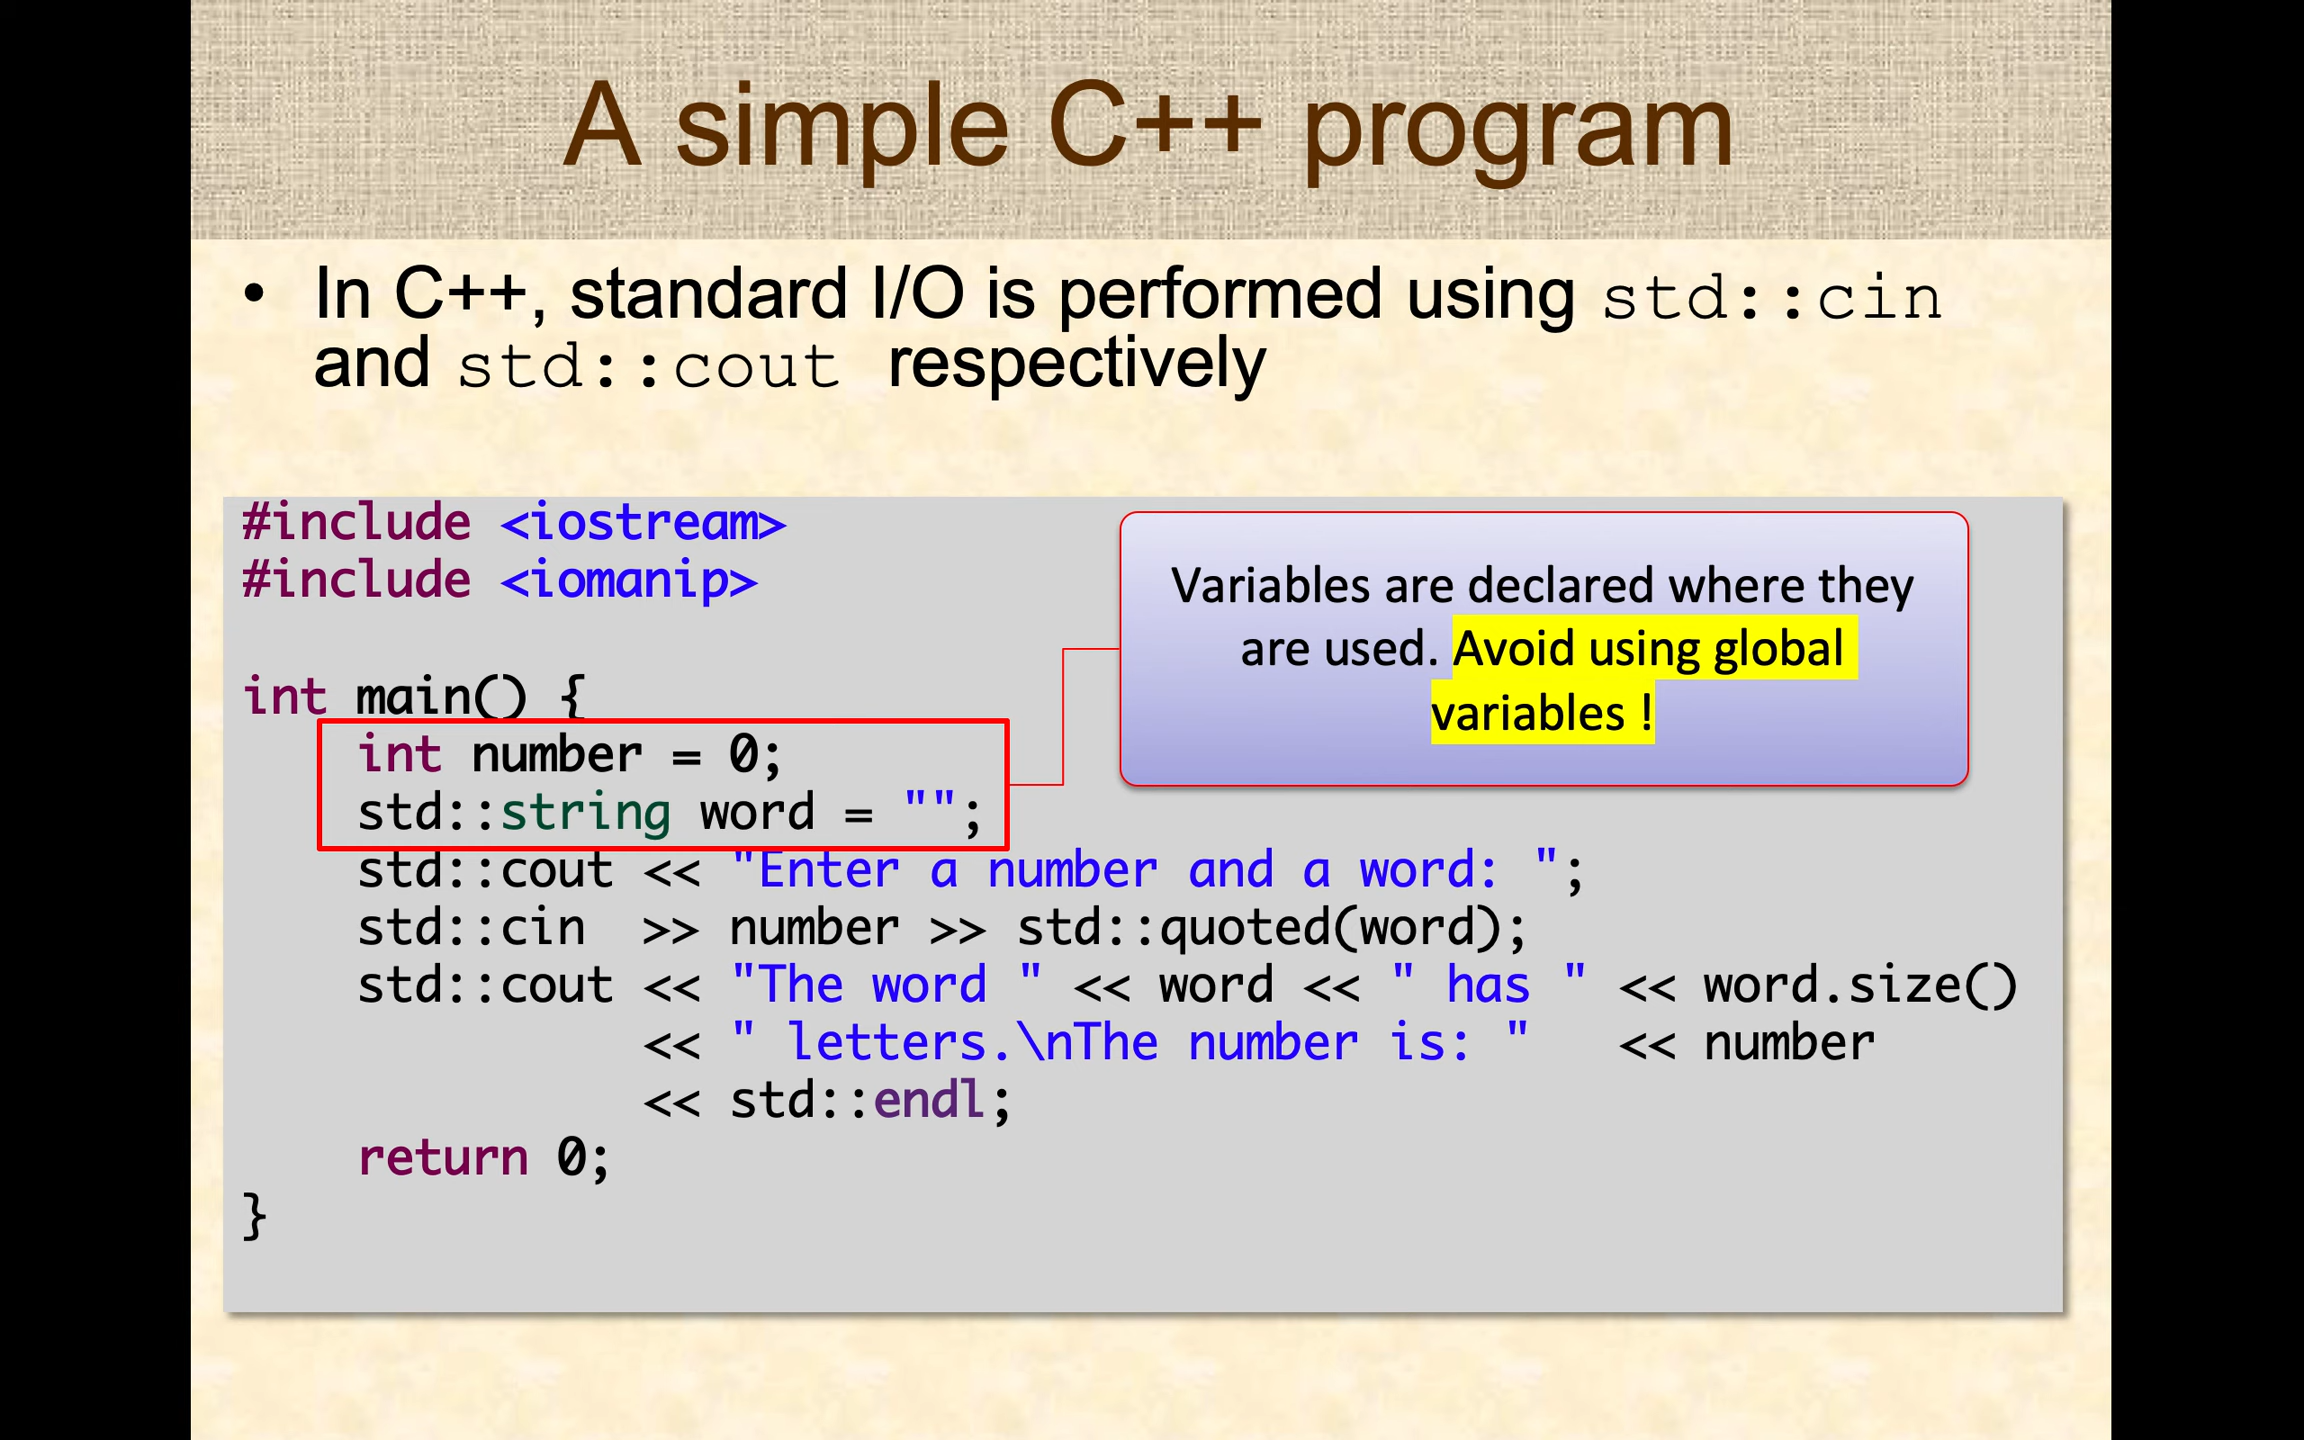 A simple C++ program
• In C++, standard I/O is performed using std::cin
and std::cout respectively
#include <iostream>
#include <iomanip>
Variables are declared where they
are used. Avoid using global
variables !
int main() {
    int number = 0;
    std::string word = "";
    std::cout << "Enter a number and a word: ";
    std::cin  >> number >> std::quoted(word);
    std::cout << "The word " << word << " has " << word.size()
              << " letters.\nThe number is: "   << number
              << std::endl;
    return 0;
}